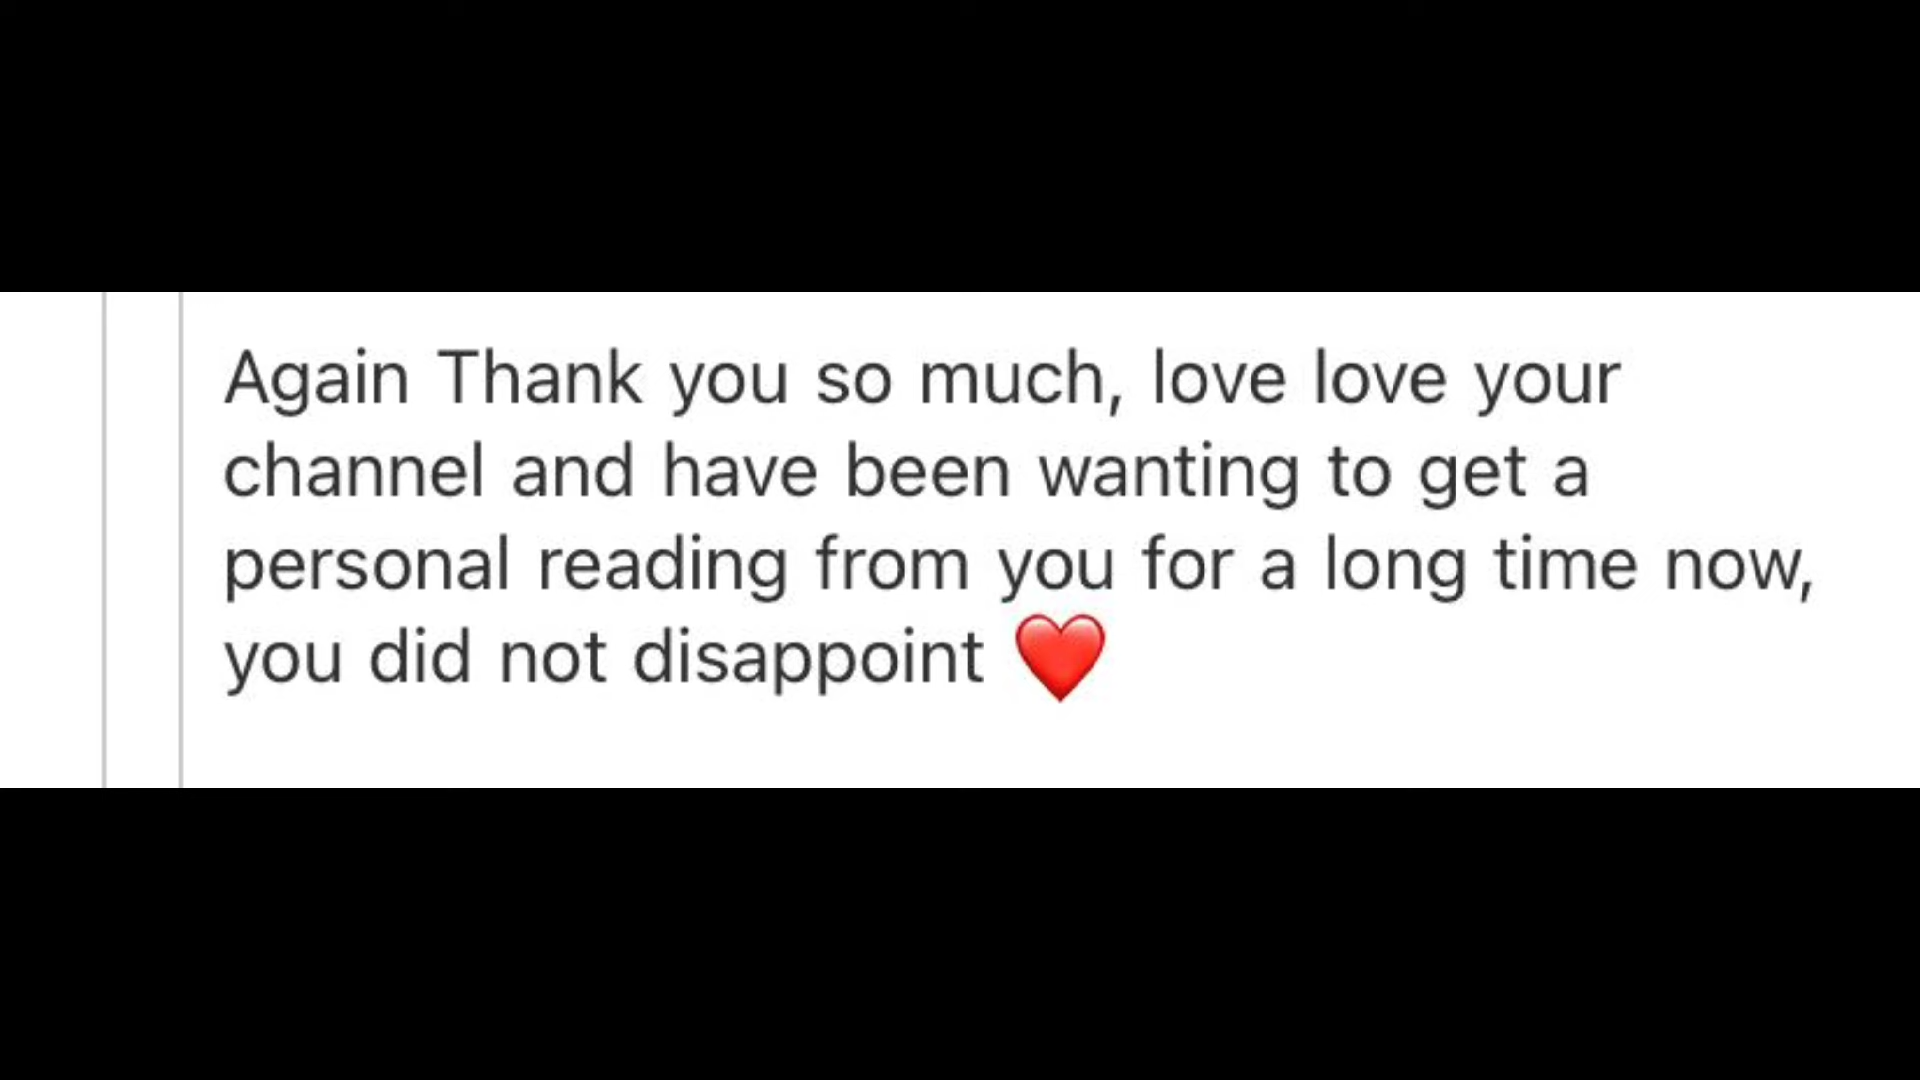 Again Thank you so much, love love your
channel and have been wanting to get a
personal reading from you for a long time now,
you did not disappoint ❤️